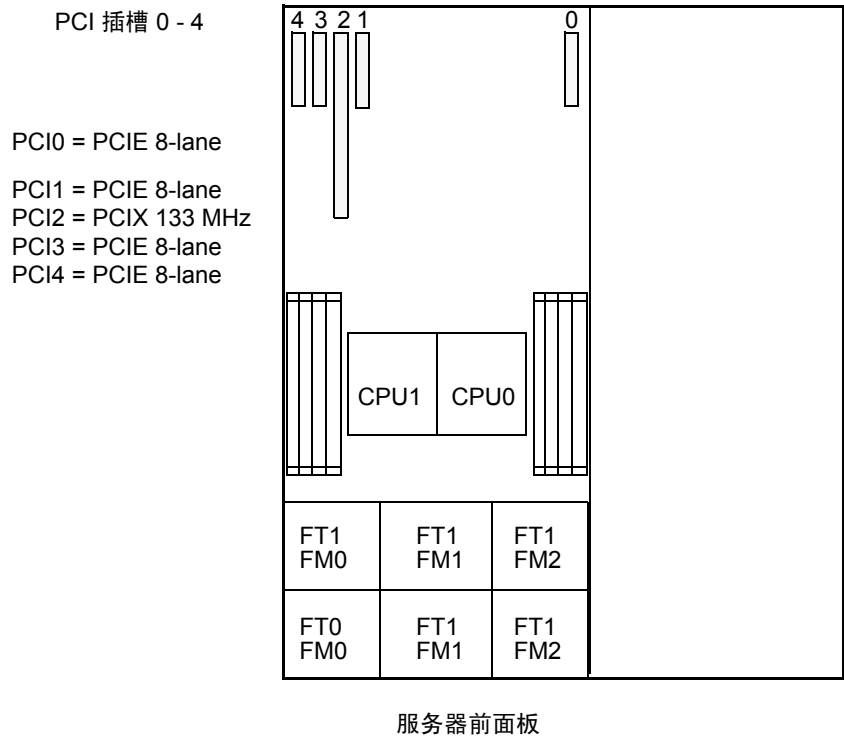 PCI 插槽 0 - 4
4 3 2 1 0
PCI0 = PCIE 8-lane
PCI1 = PCIE 8-lane
PCI2 = PCIX 133 MHz
PCI3 = PCIE 8-lane
PCI4 = PCIE 8-lane
CPU1 CPU0
FT1 FT1 FT1
FM0 FM1 FM2
FT0 FT1 FT1
FM0 FM1 FM2
服务器前面板